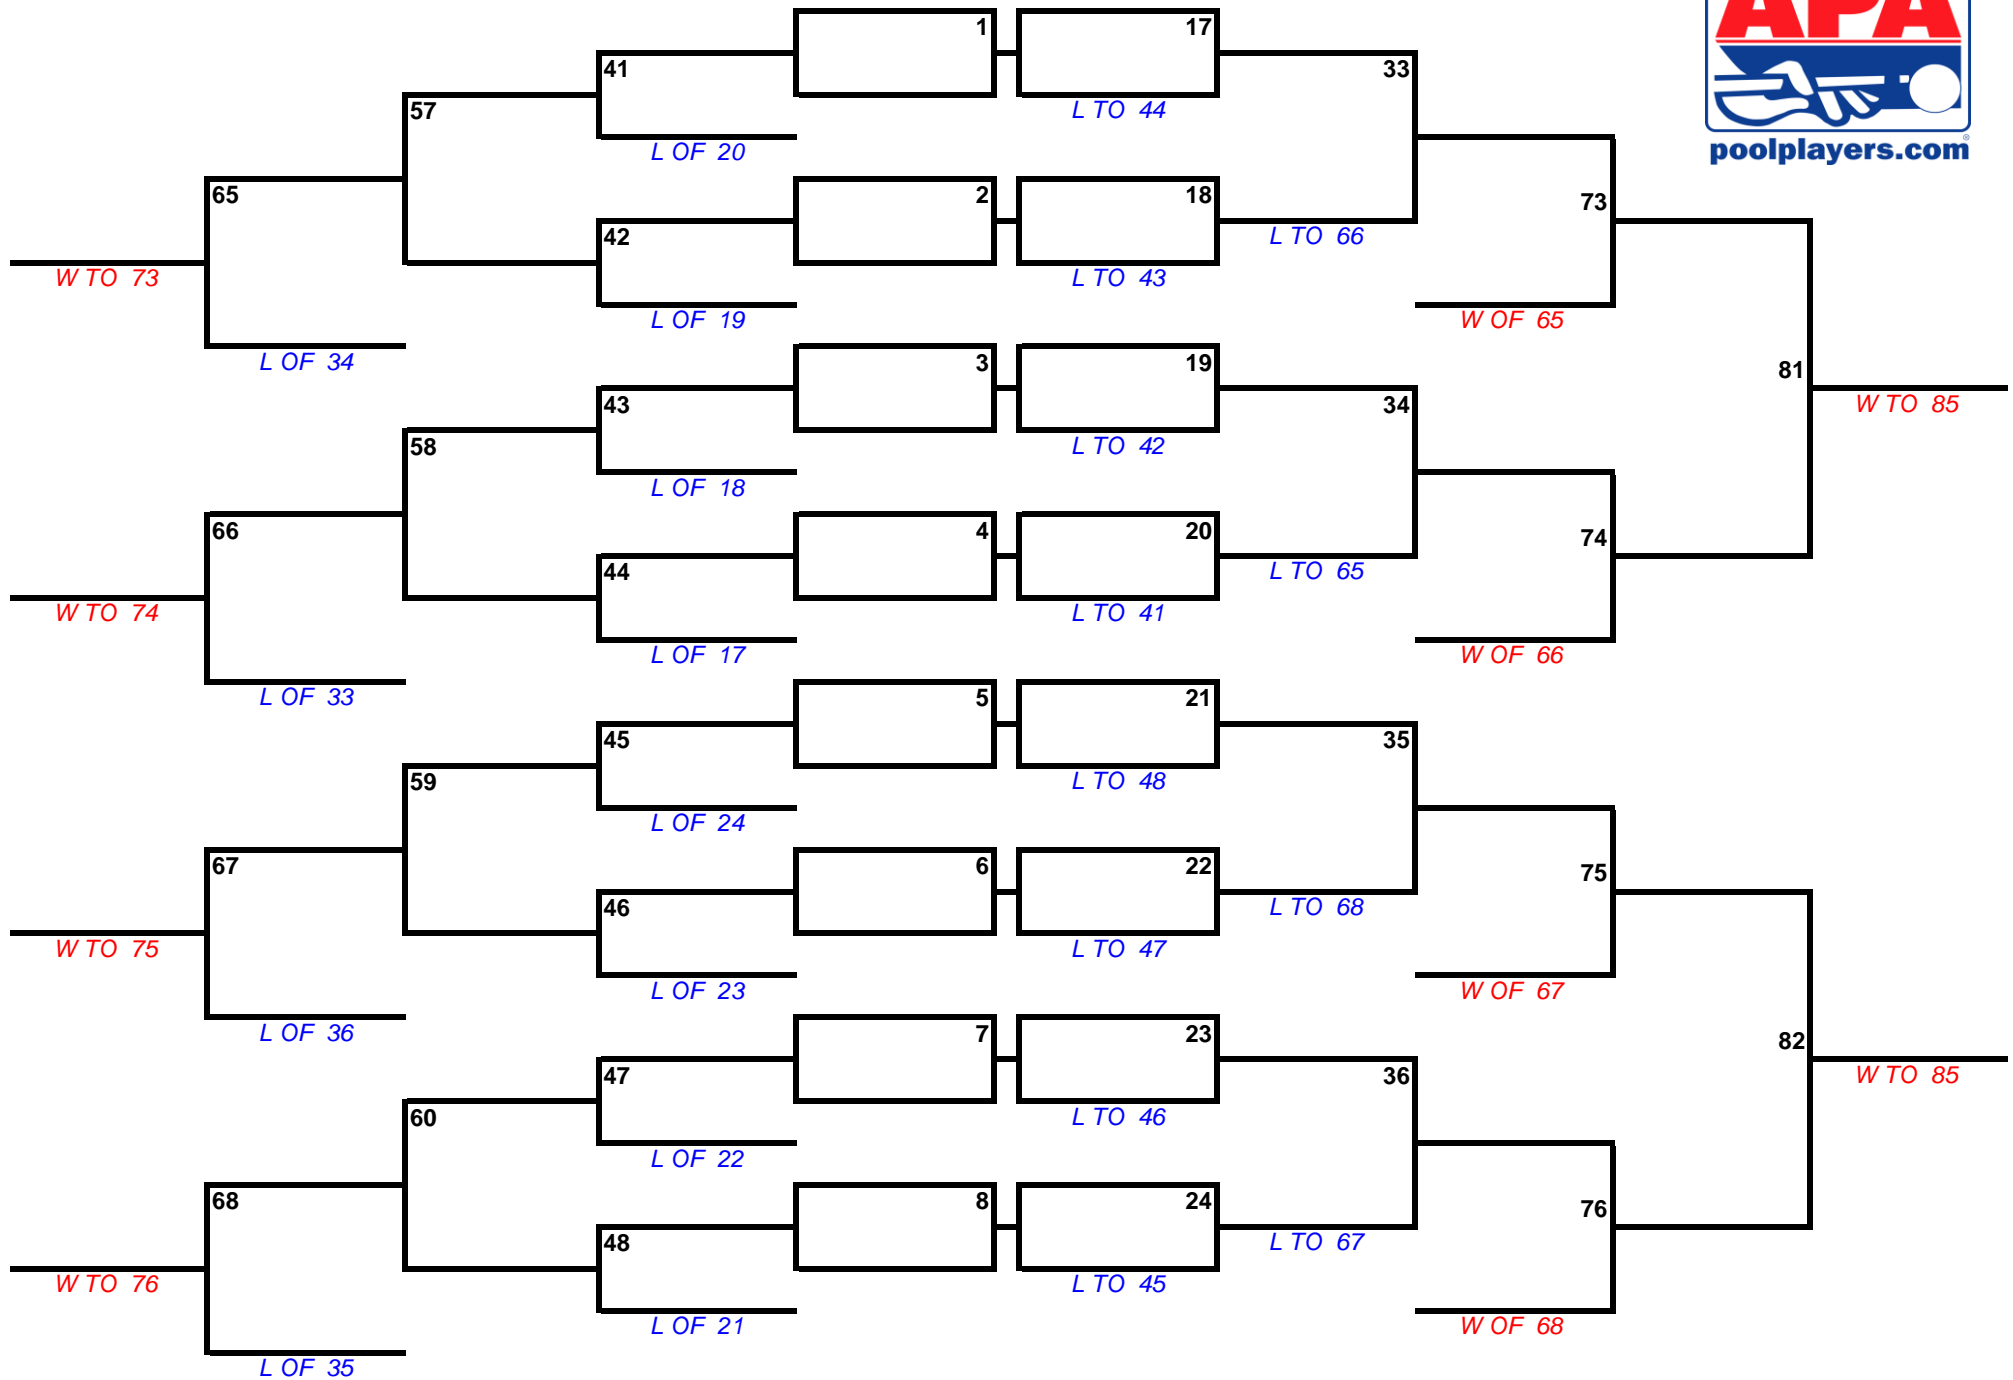 APA
poolplayers.com
®
1 17
41 33
57
L TO 44
L OF 20
65 2 18 73
42 L TO 66
W TO 73 L TO 43
L OF 19 W OF 65
L OF 34 3 19 81
43 34 W TO 85
58 L TO 42
L OF 18
66 4 20 74
44 L TO 65
W TO 74 L TO 41
L OF 17 W OF 66
L OF 33 5 21
45 35
59 L TO 48
L OF 24
67 6 22 75
46 L TO 68
W TO 75 L TO 47
L OF 23 W OF 67
L OF 36 7 23 82
47 36 W TO 85
60 L TO 46
L OF 22
68 8 24 76
48 L TO 67
W TO 76 L TO 45
L OF 21 W OF 68
L OF 35